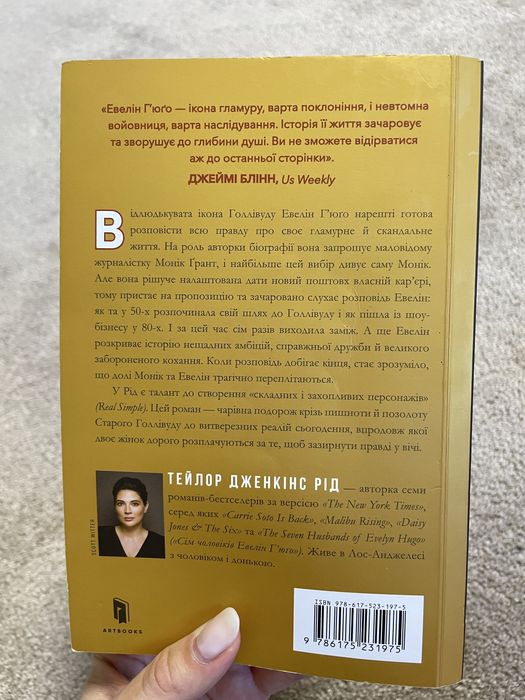 «Евелін Г'юґо — ікона гламуру, варта поклоніння, і невтомна
войовниця, варта наслідування. Історія її життя зачаровує
та зворушує до глибини душі. Ви не зможете відірватися
аж до останньої сторінки».
ДЖЕЙМІ БЛІНН, Us Weekly
Відлюдькувата ікона Голлівуду Евелін Г'юґо нарешті готова
розповісти всю правду про своє гламурне й скандальне
життя. На роль авторки біографії вона запрошує маловідому
журналістку Монік Ґрант, і найбільше цей вибір дивує саму Монік.
Але вона рішуче налаштована дати новий поштовх власній кар'єрі,
тому пристає на пропозицію та зачаровано слухає розповідь Евелін:
як та у 50-х розпочинала свій шлях до Голлівуду і як пішла із шоу-
бізнесу у 80-х. І за цей час сім разів виходила заміж. А ще Евелін
розкриває історію нещадних амбіцій, справжньої дружби й великого
забороненого кохання. Коли розповідь добігає кінця, стає зрозуміло,
що долі Монік та Евелін трагічно переплітаються.
У Рід є талант до створення «складних і захопливих персонажів»
(Real Simple). Цей роман — чарівна подорож крізь пишноти й позолоту
Старого Голлівуду до витверезних реалій сьогодення, впродовж якої
двоє жінок дорого розплачуються за те, щоб зазирнути правді у вічі.
ТЕЙЛОР ДЖЕНКІНС РІД — авторка семи
романів-бестселерів за версією «The New York Times»,
серед яких «Carrie Soto Is Back», «Malibu Rising», «Daisy
Jones & The Six» та «The Seven Husbands of Evelyn Hugo»
(«Сім чоловіків Евелін Г'юґо»). Живе в Лос-Анджелесі
з чоловіком і донькою.
SCOTT WITTER
ARTBOOKS
ISBN 978-617-523-197-5
9 786175 231975